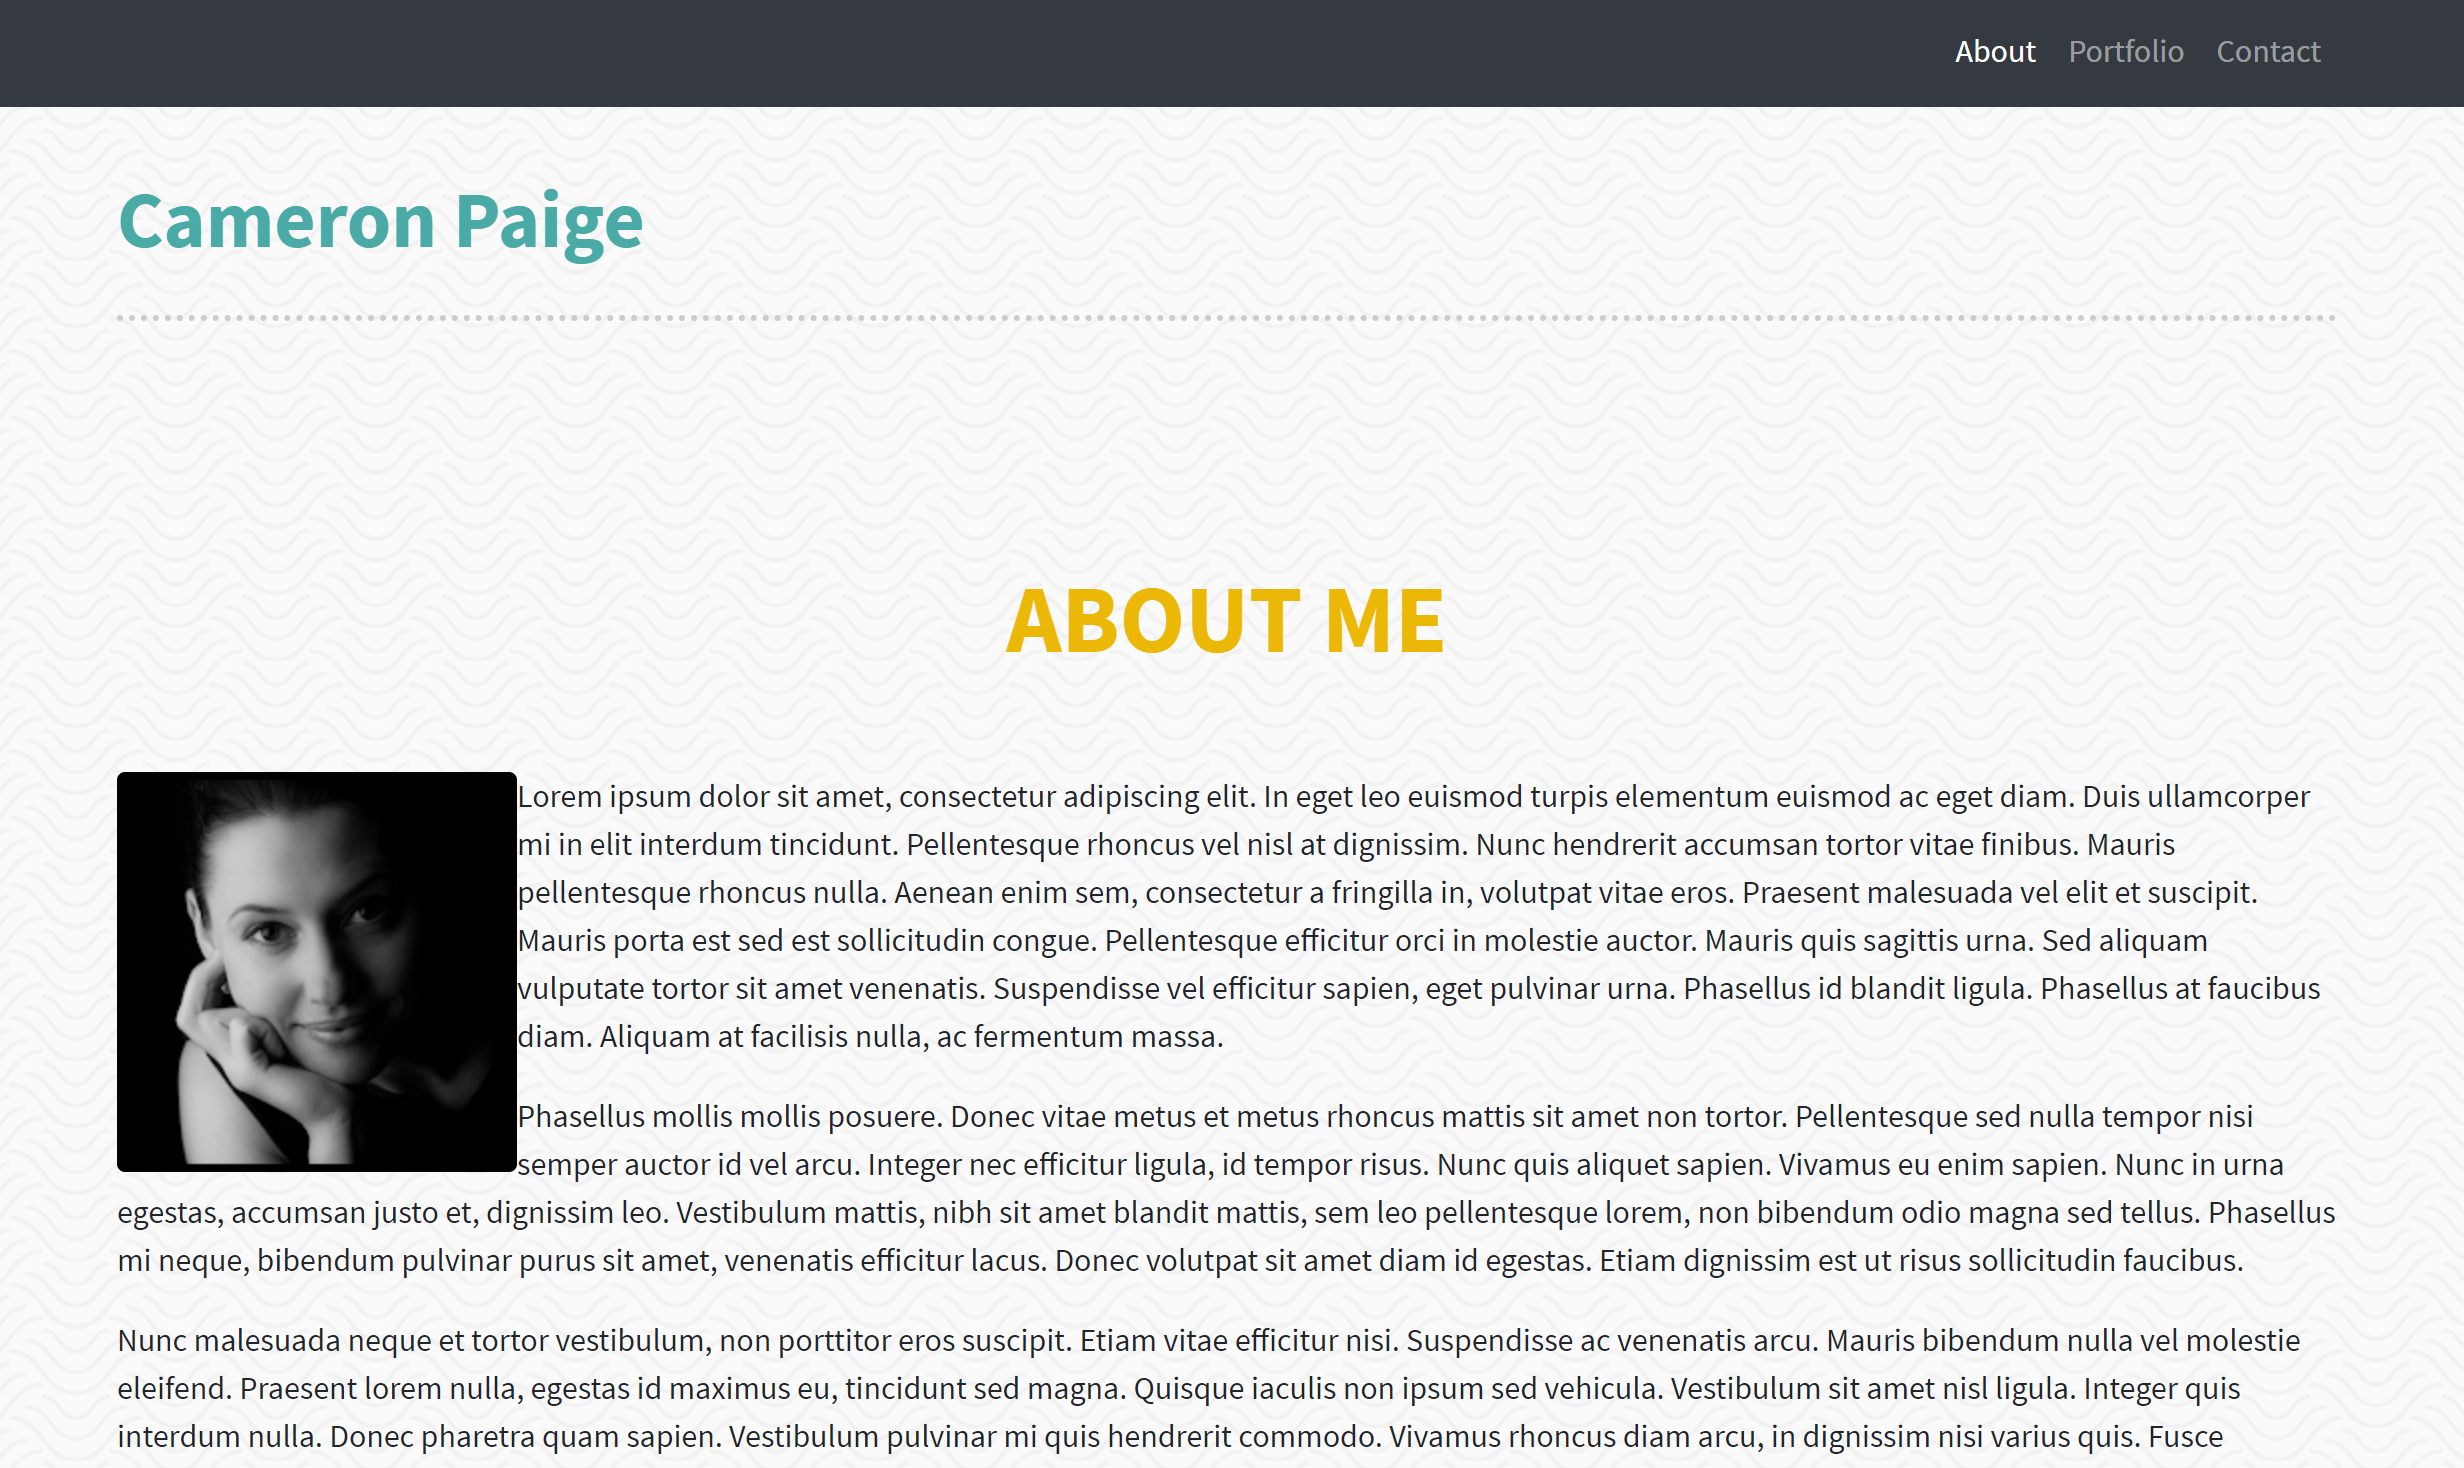 About Portfolio Contact
Cameron Paige
ABOUT ME
Lorem ipsum dolor sit amet, consectetur adipiscing elit. In eget leo euismod turpis elementum euismod ac eget diam. Duis ullamcorper
mi in elit interdum tincidunt. Pellentesque rhoncus vel nisl at dignissim. Nunc hendrerit accumsan tortor vitae finibus. Mauris
pellentesque rhoncus nulla. Aenean enim sem, consectetur a fringilla in, volutpat vitae eros. Praesent malesuada vel elit et suscipit.
Mauris porta est sed est sollicitudin congue. Pellentesque efficitur orci in molestie auctor. Mauris quis sagittis urna. Sed aliquam
vulputate tortor sit amet venenatis. Suspendisse vel efficitur sapien, eget pulvinar urna. Phasellus id blandit ligula. Phasellus at faucibus
diam. Aliquam at facilisis nulla, ac fermentum massa.
Phasellus mollis mollis posuere. Donec vitae metus et metus rhoncus mattis sit amet non tortor. Pellentesque sed nulla tempor nisi
semper auctor id vel arcu. Integer nec efficitur ligula, id tempor risus. Nunc quis aliquet sapien. Vivamus eu enim sapien. Nunc in urna
egestas, accumsan justo et, dignissim leo. Vestibulum mattis, nibh sit amet blandit mattis, sem leo pellentesque lorem, non bibendum odio magna sed tellus. Phasellus
mi neque, bibendum pulvinar purus sit amet, venenatis efficitur lacus. Donec volutpat sit amet diam id egestas. Etiam dignissim est ut risus sollicitudin faucibus.
Nunc malesuada neque et tortor vestibulum, non porttitor eros suscipit. Etiam vitae efficitur nisi. Suspendisse ac venenatis arcu. Mauris bibendum nulla vel molestie
eleifend. Praesent lorem nulla, egestas id maximus eu, tincidunt sed magna. Quisque iaculis non ipsum sed vehicula. Vestibulum sit amet nisl ligula. Integer quis
interdum nulla. Donec pharetra quam sapien. Vestibulum pulvinar mi quis hendrerit commodo. Vivamus rhoncus diam arcu, in dignissim nisi varius quis. Fusce